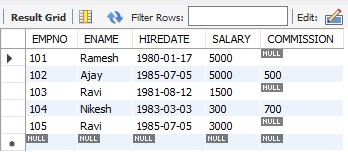 Result Grid Filter Rows: Edit:
EMPNO ENAME HIREDATE SALARY COMMISSION
101 Ramesh 1980-01-17 5000 NULL
102 Ajay 1985-07-05 5000 500
103 Ravi 1981-08-12 1500 NULL
104 Nikesh 1983-03-03 300 700
105 Ravi 1985-07-05 3000 NULL
NULL NULL NULL NULL NULL